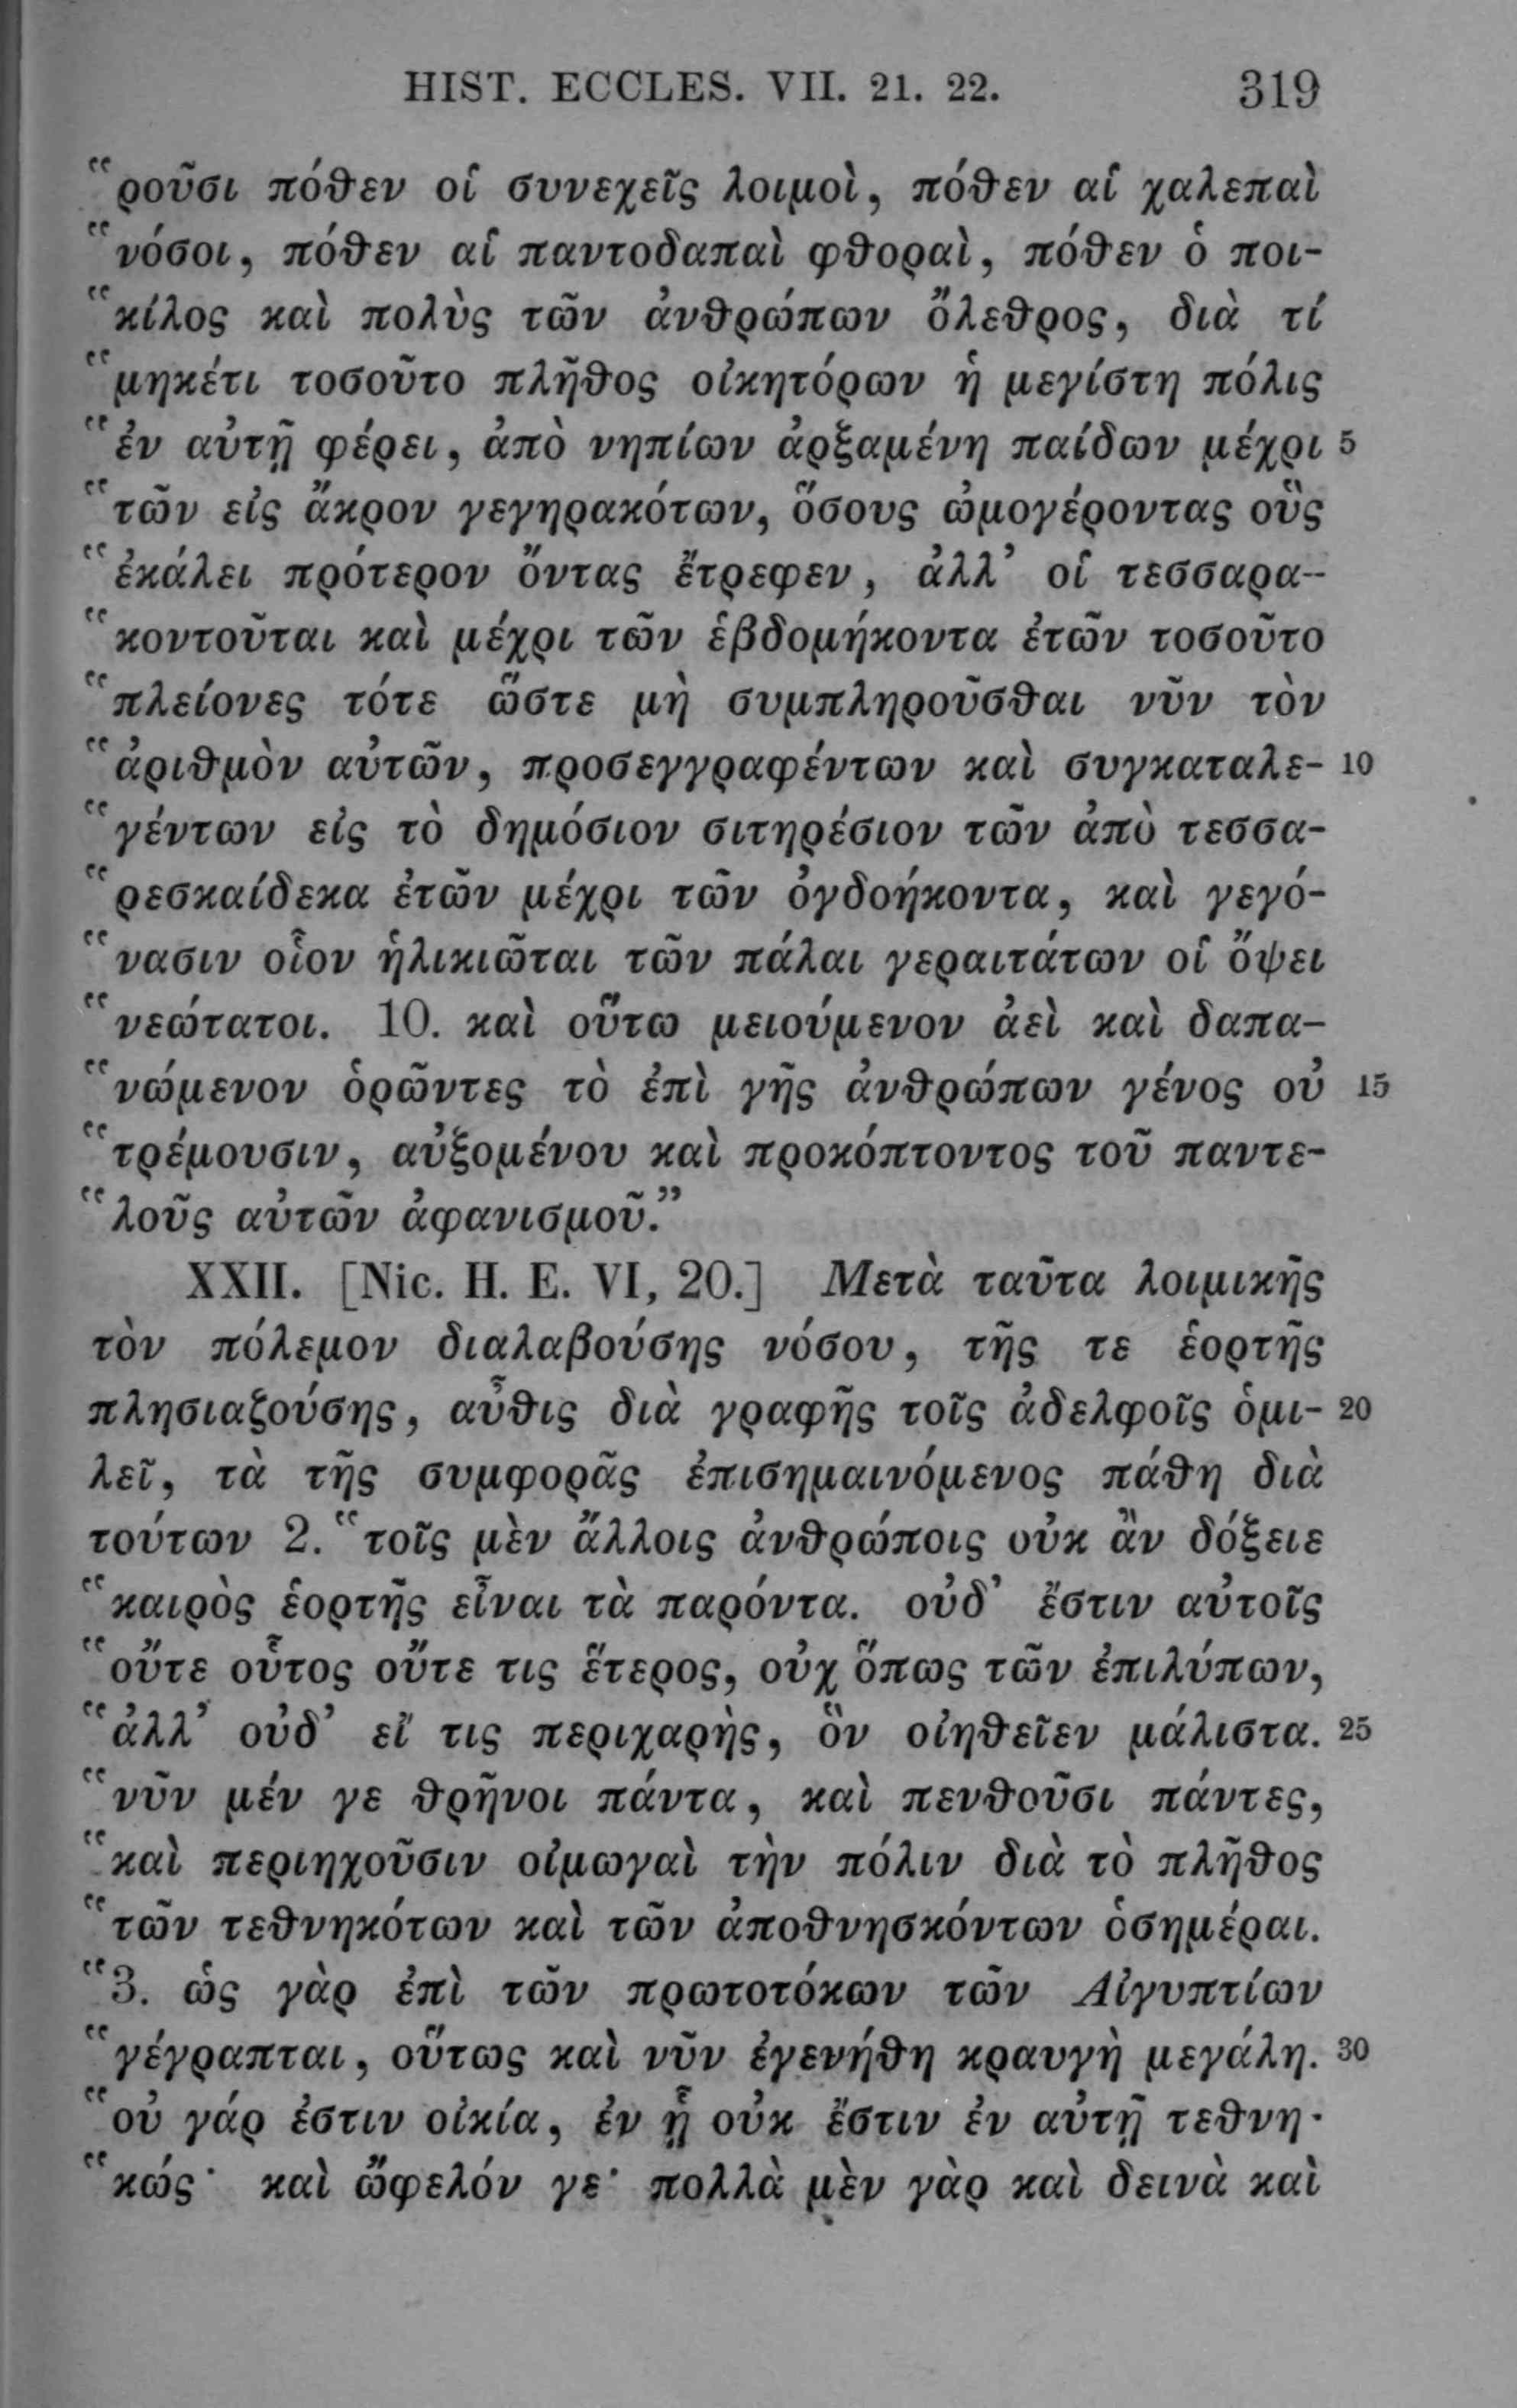 HIST. ECCLES. VII. 21. 22. 319
“ροῦσι πόθεν οἱ συνεχεῖς λοιμοὶ, πόθεν αἱ χαλεπαὶ
“νόσοι, πόθεν αἱ παντοδαπαὶ φθοραὶ, πόθεν ὁ ποι-
“κίλος καὶ πολὺς τῶν ἀνθρώπων ὄλεθρος, διὰ τί
“μηκέτι τοσοῦτο πλῆθος οἰκητόρων ἡ μεγίστη πόλις
“ἐν αὐτῇ φέρει, ἀπὸ νηπίων ἀρξαμένη παίδων μέχρι 5
“τῶν εἰς ἄκρον γεγηρακότων, ὅσους ὠμογέροντας οὓς
“ἐκάλει πρότερον ὄντας ἔτρεφεν, ἀλλ’ οἱ τεσσαρα-
“κοντοῦται καὶ μέχρι τῶν ἑβδομήκοντα ἐτῶν τοσοῦτο
“πλείονες τότε ὥστε μὴ συμπληροῦσθαι νῦν τὸν
“ἀριθμὸν αὐτῶν, προσεγγραφέντων καὶ συγκαταλε- 10
“γέντων εἰς τὸ δημόσιον σιτηρέσιον τῶν ἀπὸ τεσσα-
“ρεσκαίδεκα ἐτῶν μέχρι τῶν ὀγδοήκοντα, καὶ γεγό-
“νασιν οἷον ἡλικιῶται τῶν πάλαι γεραιτάτων οἱ ὄψει
“νεώτατοι. 10. καὶ οὕτω μειούμενον ἀεὶ καὶ δαπα-
“νώμενον ὁρῶντες τὸ ἐπὶ γῆς ἀνθρώπων γένος οὐ 15
“τρέμουσιν, αὐξομένου καὶ προκόπτοντος τοῦ παντε-
“λοῦς αὐτῶν ἀφανισμοῦ.”
XXII. [Nic. H. E. VI, 20.] Μετὰ ταῦτα λοιμικῆς
τὸν πόλεμον διαλαβούσης νόσου, τῆς τε ἑορτῆς
πλησιαζούσης, αὖθις διὰ γραφῆς τοῖς ἀδελφοῖς ὁμι- 20
λεῖ, τὰ τῆς συμφορᾶς ἐπισημαινόμενος πάθη διὰ
τούτων 2. “τοῖς μὲν ἄλλοις ἀνθρώποις οὐκ ἂν δόξειε
“καιρὸς ἑορτῆς εἶναι τὰ παρόντα. οὐδ’ ἔστιν αὐτοῖς
“οὔτε οὗτος οὔτε τις ἕτερος, οὐχ ὅπως τῶν ἐπιλύπων,
“ἀλλ’ οὐδ’ εἴ τις περιχαρὴς, ὃν οἰηθεῖεν μάλιστα. 25
“νῦν μέν γε θρῆνοι πάντα, καὶ πενθοῦσι πάντες,
“καὶ περιηχοῦσιν οἰμωγαὶ τὴν πόλιν διὰ τὸ πλῆθος
“τῶν τεθνηκότων καὶ τῶν ἀποθνησκόντων ὁσημέραι.
“3. ὡς γὰρ ἐπὶ τῶν πρωτοτόκων τῶν Αἰγυπτίων
“γέγραπται, οὕτως καὶ νῦν ἐγενήθη κραυγὴ μεγάλη. 30
“οὐ γάρ ἐστιν οἰκία, ἐν ᾗ οὐκ ἔστιν ἐν αὐτῇ τεθνη-
“κώς· καὶ ὤφελόν γε· πολλὰ μὲν γὰρ καὶ δεινὰ καὶ